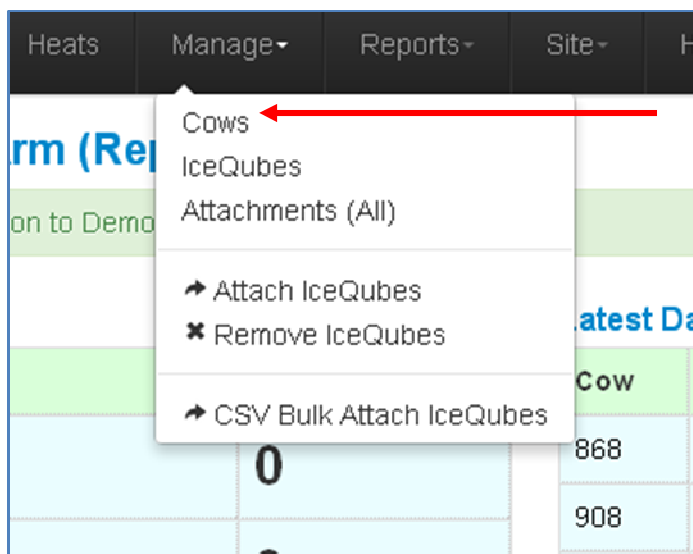 Heats Manage Reports Site
Cows
rm (Re
IceQubes
Attachments (All)
on to Demo
Attach IceQubes
atest Da
Remove IceQubes
Cow
CSV Bulk Attach IceQubes
868
0
908